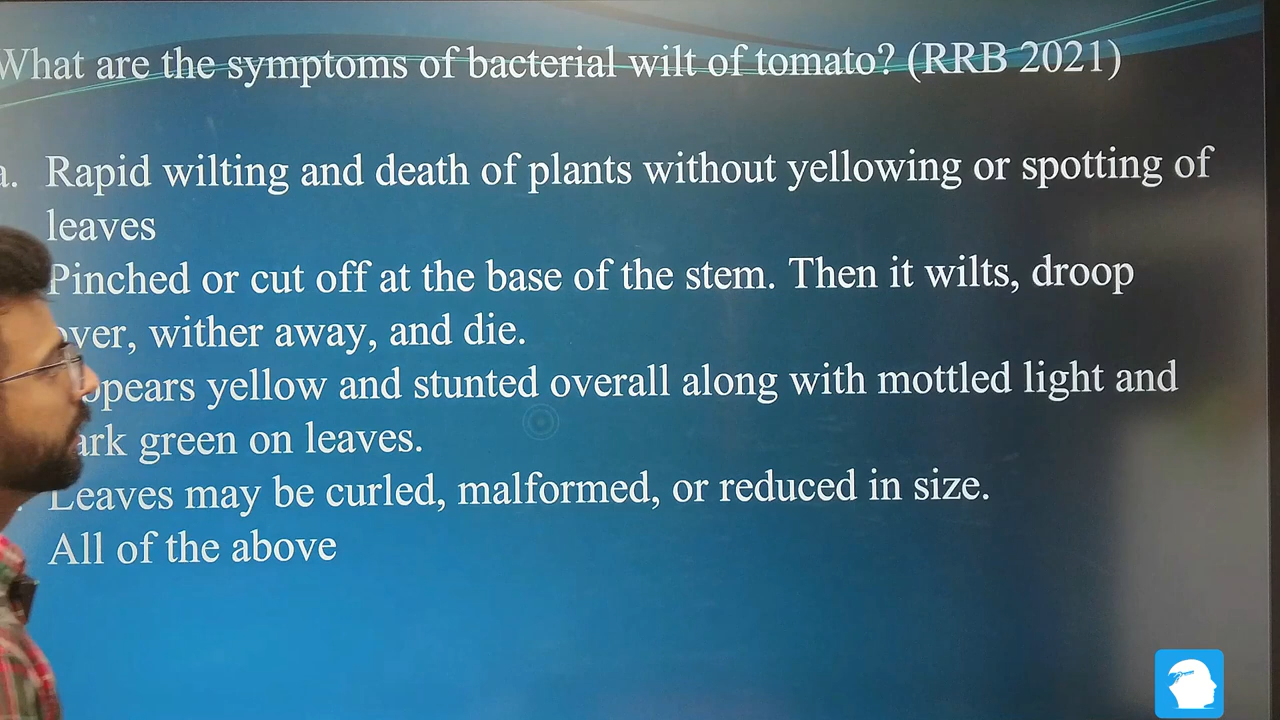 What are the symptoms of bacterial wilt of tomato? (RRB 2021)
a. Rapid wilting and death of plants without yellowing or spotting of
leaves
Pinched or cut off at the base of the stem. Then it wilts, droop
over, wither away, and die.
yellow and stunted overall along with mottled light and
green on leaves.
Leaves may be curled, malformed, or reduced in size.
All of the above